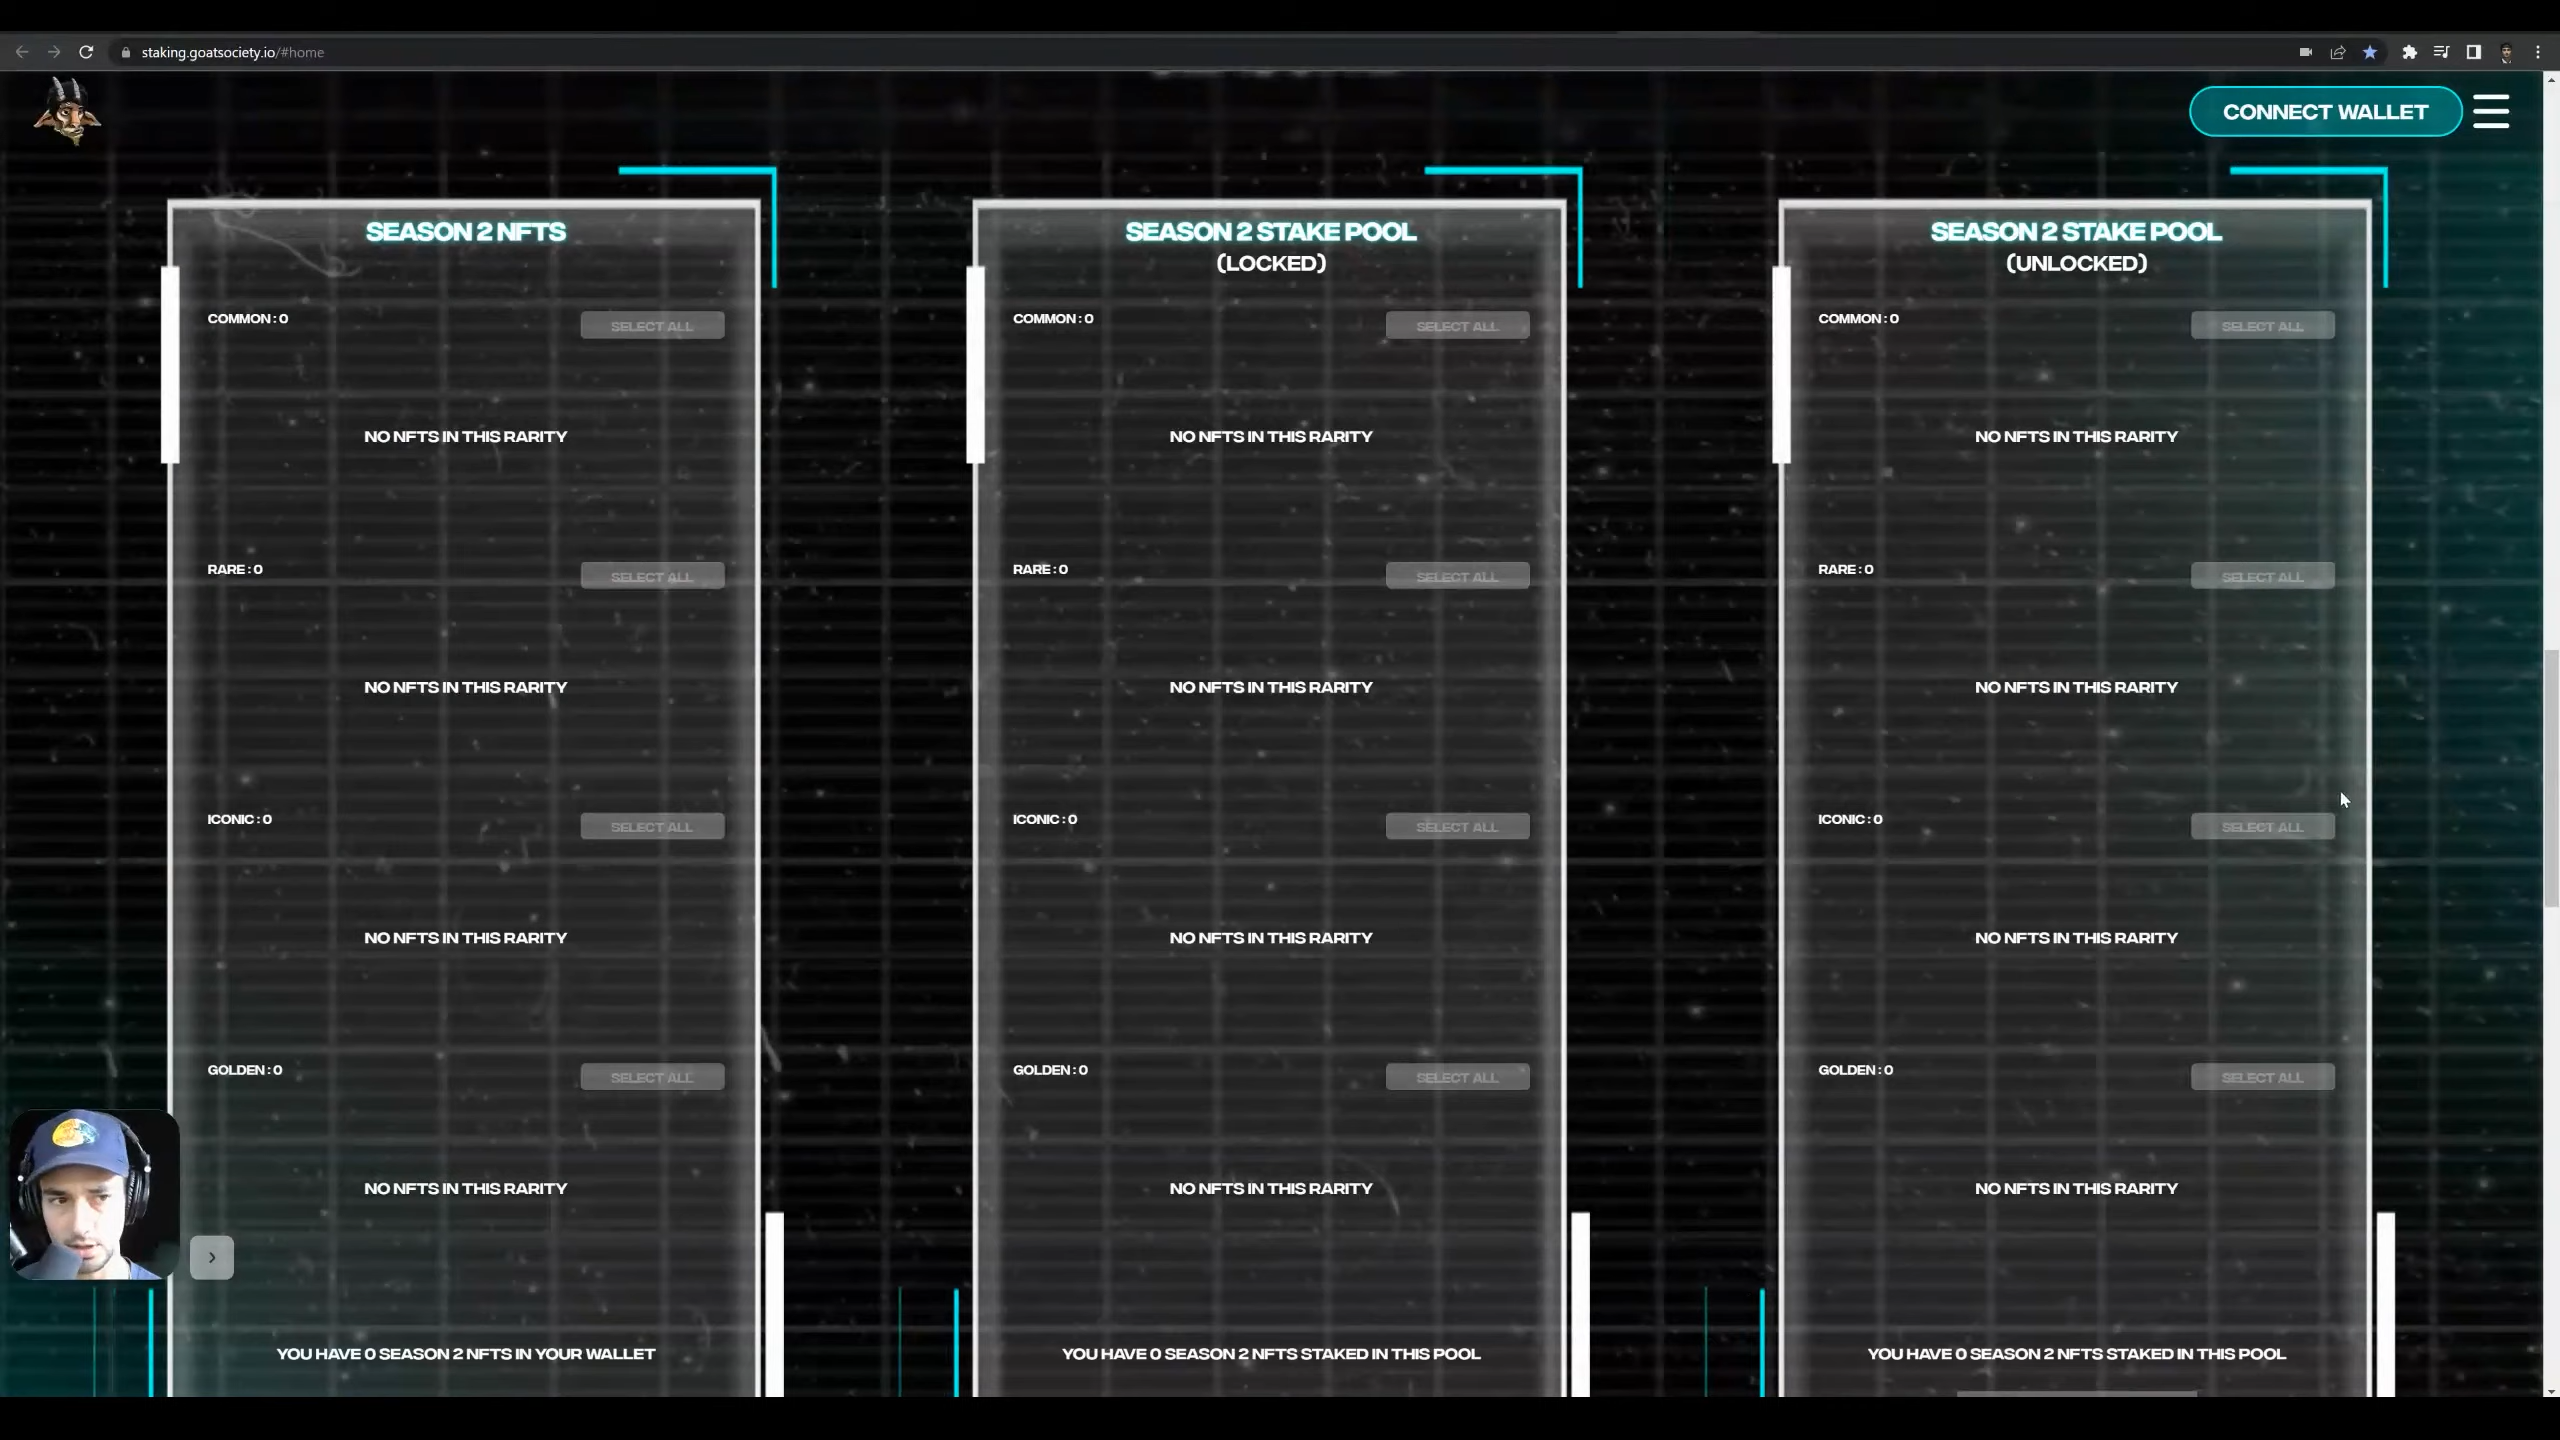 staking.goatsociety.io/#home
CONNECT WALLET
SEASON 2 NFTS
COMMON : 0
SELECT ALL
NO NFTS IN THIS RARITY
RARE : 0
SELECT ALL
NO NFTS IN THIS RARITY
ICONIC : 0
SELECT ALL
NO NFTS IN THIS RARITY
GOLDEN : 0
SELECT ALL
NO NFTS IN THIS RARITY
YOU HAVE 0 SEASON 2 NFTS IN YOUR WALLET
SEASON 2 STAKE POOL
(LOCKED)
COMMON : 0
SELECT ALL
NO NFTS IN THIS RARITY
RARE : 0
SELECT ALL
NO NFTS IN THIS RARITY
ICONIC : 0
SELECT ALL
NO NFTS IN THIS RARITY
GOLDEN : 0
SELECT ALL
NO NFTS IN THIS RARITY
YOU HAVE 0 SEASON 2 NFTS STAKED IN THIS POOL
SEASON 2 STAKE POOL
(UNLOCKED)
COMMON : 0
SELECT ALL
NO NFTS IN THIS RARITY
RARE : 0
SELECT ALL
NO NFTS IN THIS RARITY
ICONIC : 0
SELECT ALL
NO NFTS IN THIS RARITY
GOLDEN : 0
SELECT ALL
NO NFTS IN THIS RARITY
YOU HAVE 0 SEASON 2 NFTS STAKED IN THIS POOL